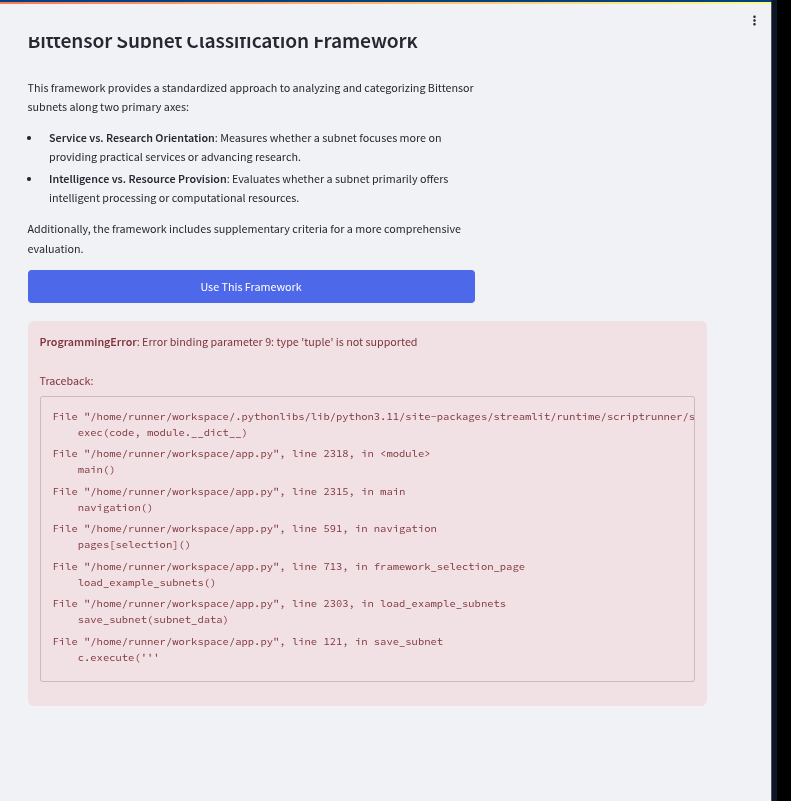 Bittensor Subnet Classification Framework
This framework provides a standardized approach to analyzing and categorizing Bittensor
subnets along two primary axes:
• Service vs. Research Orientation: Measures whether a subnet focuses more on
providing practical services or advancing research.
• Intelligence vs. Resource Provision: Evaluates whether a subnet primarily offers
intelligent processing or computational resources.
Additionally, the framework includes supplementary criteria for a more comprehensive
evaluation.
Use This Framework
ProgrammingError: Error binding parameter 9: type 'tuple' is not supported
Traceback:
File "/home/runner/workspace/.pythonlibs/lib/python3.11/site-packages/streamlit/runtime/scriptrunner/s
exec(code, module.__dict__)
File "/home/runner/workspace/app.py", line 2318, in <module>
main()
File "/home/runner/workspace/app.py", line 2315, in main
navigation()
File "/home/runner/workspace/app.py", line 591, in navigation
pages[selection]()
File "/home/runner/workspace/app.py", line 713, in framework_selection_page
load_example_subnets()
File "/home/runner/workspace/app.py", line 2303, in load_example_subnets
save_subnet(subnet_data)
File "/home/runner/workspace/app.py", line 121, in save_subnet
c.execute('''